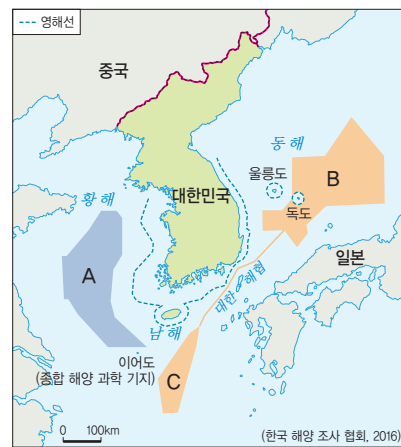 영해선
중국
동해
울릉도
B
독도
황해
대한민국
일본
A
대한 해협
남해
이어도
(종합 해양 과학 기지)
C
0 100km
(한국 해양 조사 협회, 2016)